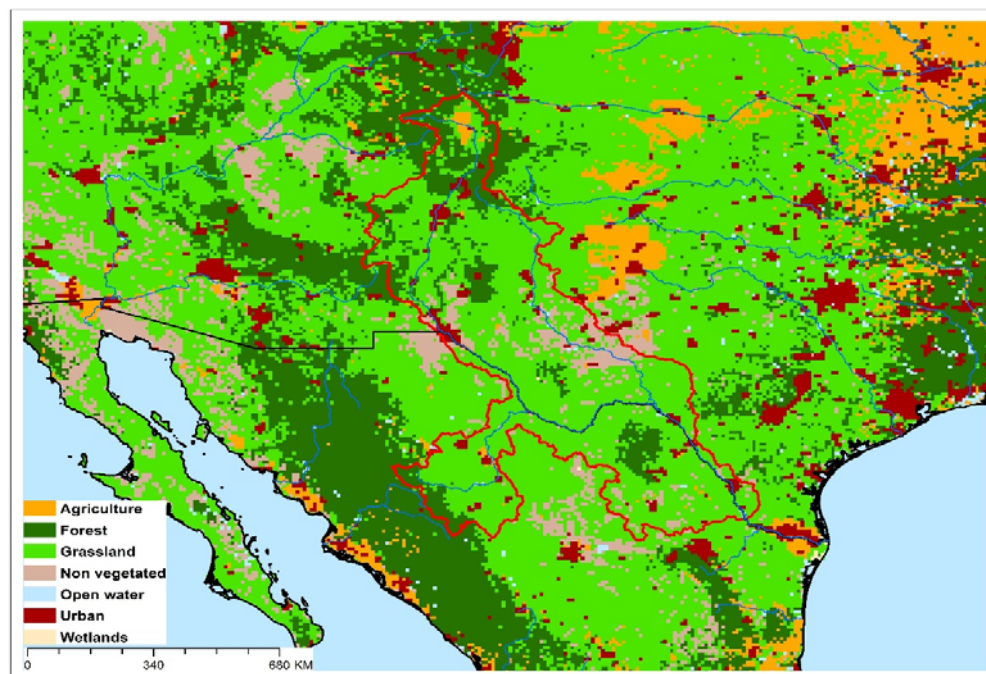 Agriculture
Forest
Grassland
Non vegetated
Open water
Urban
Wetlands
0 340 680 KM